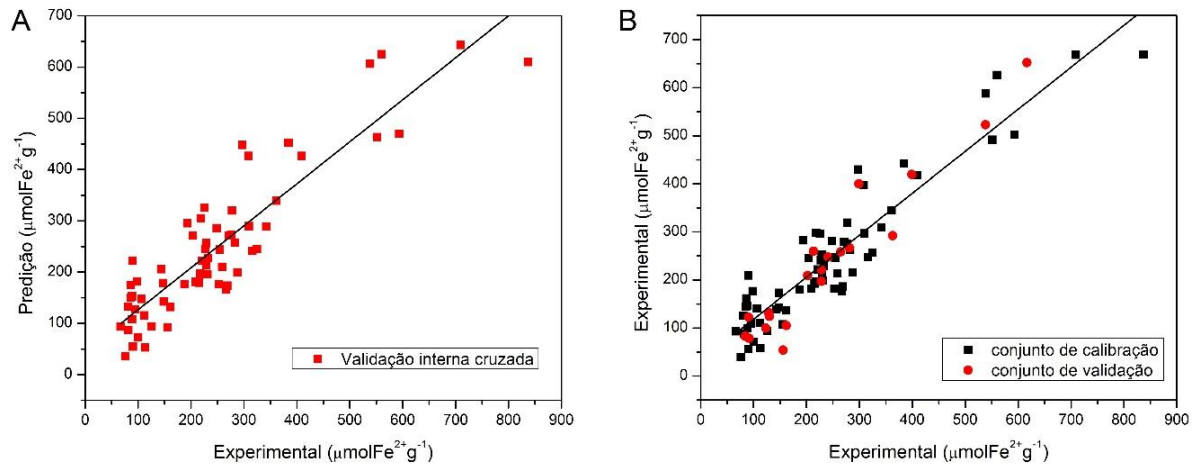 A
Predição (µmolFe²⁺g⁻¹)
700
600
500
400
300
200
100
0
0 100 200 300 400 500 600 700 800 900
Experimental (µmolFe²⁺g⁻¹)
Validação interna cruzada
B
Experimental (µmolFe²⁺g⁻¹)
700
600
500
400
300
200
100
0
0 100 200 300 400 500 600 700 800 900
Experimental (µmolFe²⁺g⁻¹)
conjunto de calibração
conjunto de validação